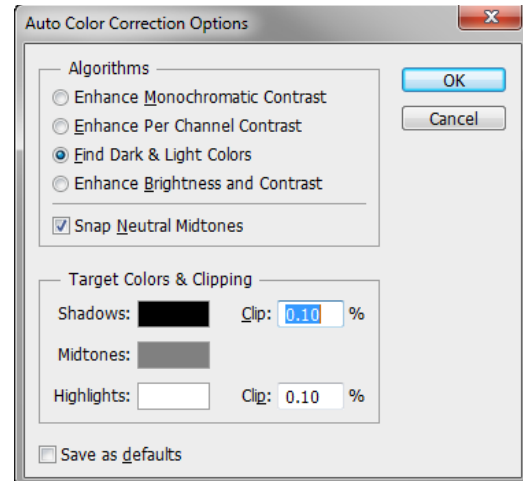 Auto Color Correction Options
x
Algorithms
OK
Enhance Monochromatic Contrast
Cancel
Enhance Per Channel Contrast
Find Dark & Light Colors
Enhance Brightness and Contrast
Snap Neutral Midtones
Target Colors & Clipping
Shadows: Clip: 0.10 %
Midtones:
Highlights: Clip: 0.10 %
Save as defaults